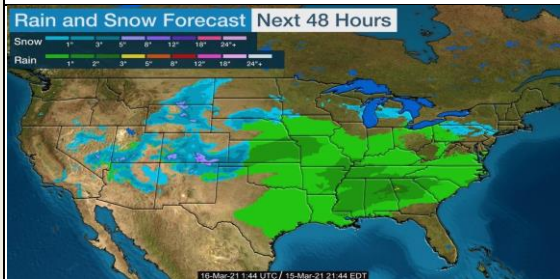 Rain and Snow Forecast Next 48 Hours
Snow 1" 3" 5" 8" 12" 18" 24"+
Rain 1" 2" 3" 5" 8" 12" 18" 24"+
16-Mar-21 1:44 UTC / 15-Mar-21 21:44 EDT